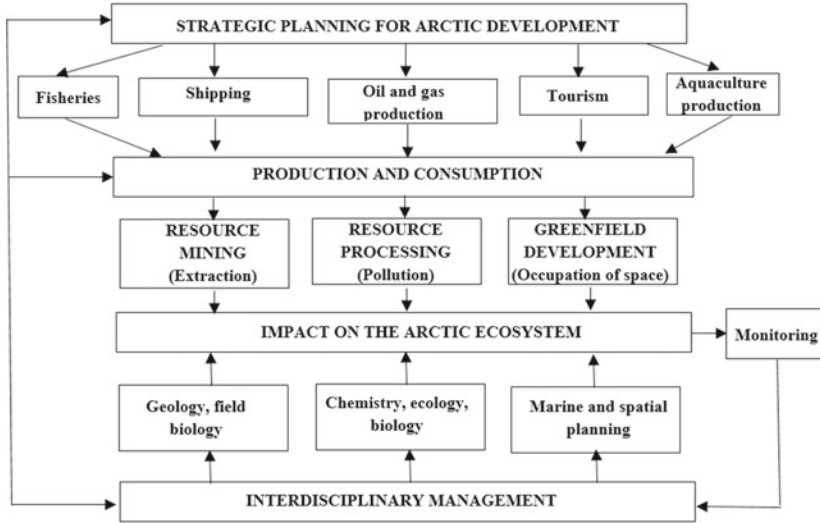 STRATEGIC PLANNING FOR ARCTIC DEVELOPMENT
Fisheries
Shipping
Oil and gas
production
Tourism
Aquaculture
production
PRODUCTION AND CONSUMPTION
RESOURCE
MINING
(Extraction)
RESOURCE
PROCESSING
(Pollution)
GREENFIELD
DEVELOPMENT
(Occupation of space)
IMPACT ON THE ARCTIC ECOSYSTEM
Monitoring
Geology, field
biology
Chemistry, ecology,
biology
Marine and spatial
planning
INTERDISCIPLINARY MANAGEMENT